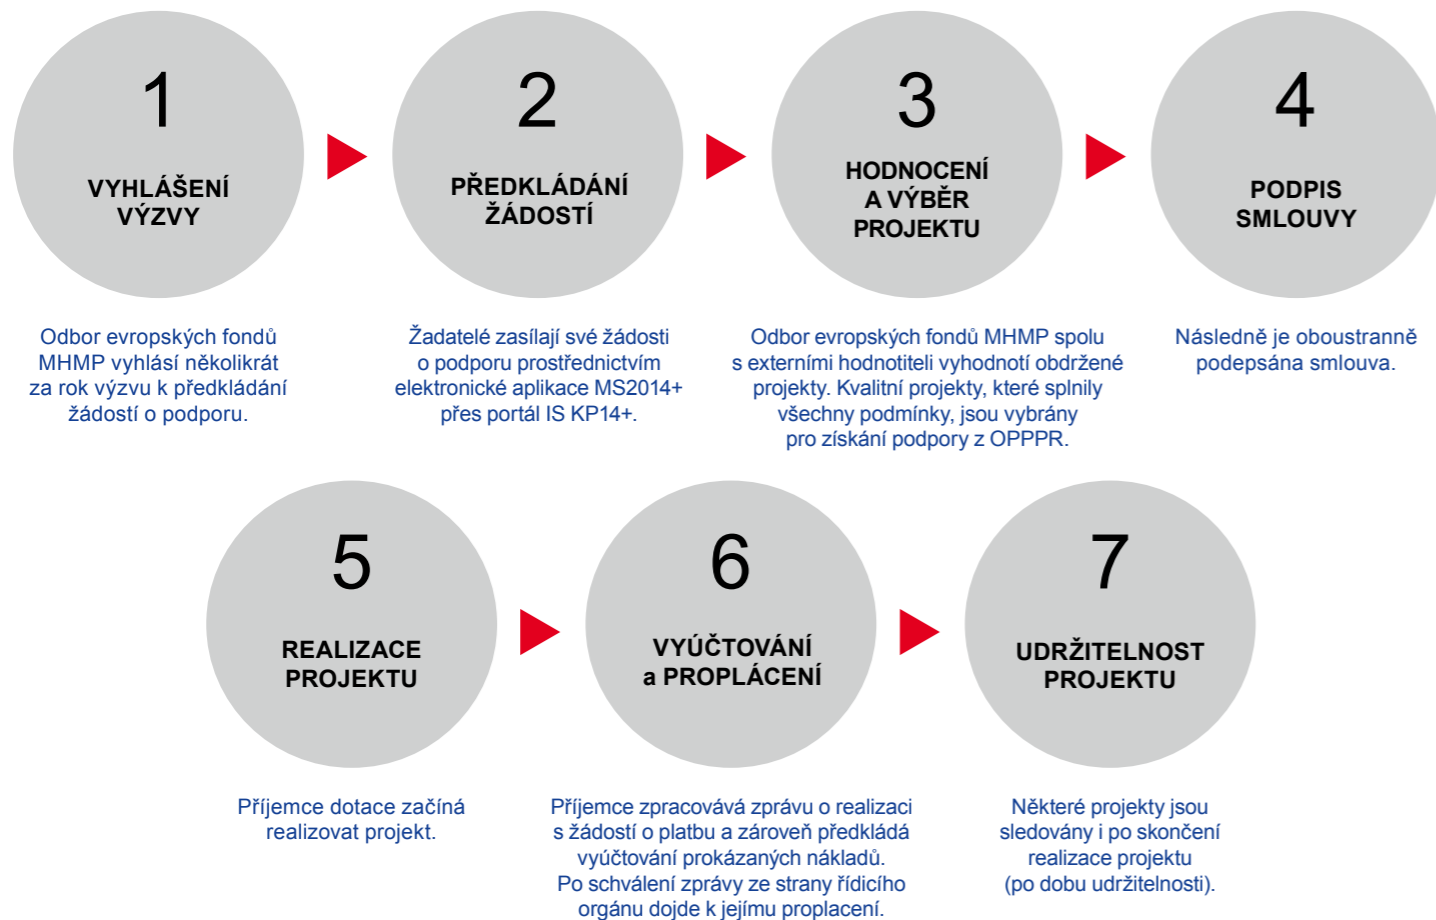 1
VYHLÁŠENÍ
VÝZVY
Odbor evropských fondů
MHMP vyhlásí několikrát
za rok výzvu k předkládání
žádostí o podporu.
2
PŘEDKLÁDÁNÍ
ŽÁDOSTÍ
Žadatelé zasílají své žádosti
o podporu prostřednictvím
elektronické aplikace MS2014+
přes portál IS KP14+.
3
HODNOCENÍ
A VÝBĚR
PROJEKTU
Odbor evropských fondů MHMP spolu
s externími hodnotiteli vyhodnotí obdržené
projekty. Kvalitní projekty, které splnily
všechny podmínky, jsou vybrány
pro získání podpory z OPPPR.
4
PODPIS
SMLOUVY
Následně je oboustranně
podepsána smlouva.
5
REALIZACE
PROJEKTU
Příjemce dotace začíná
realizovat projekt.
6
VYÚČTOVÁNÍ
a PROPLÁCENÍ
Příjemce zpracovává zprávu o realizaci
s žádostí o platbu a zároveň předkládá
vyúčtování prokázaných nákladů.
Po schválení zprávy ze strany řídicího
orgánu dojde k jejímu proplacení.
7
UDRŽITELNOST
PROJEKTU
Některé projekty jsou
sledovány i po skončení
realizace projektu
(po dobu udržitelnosti).